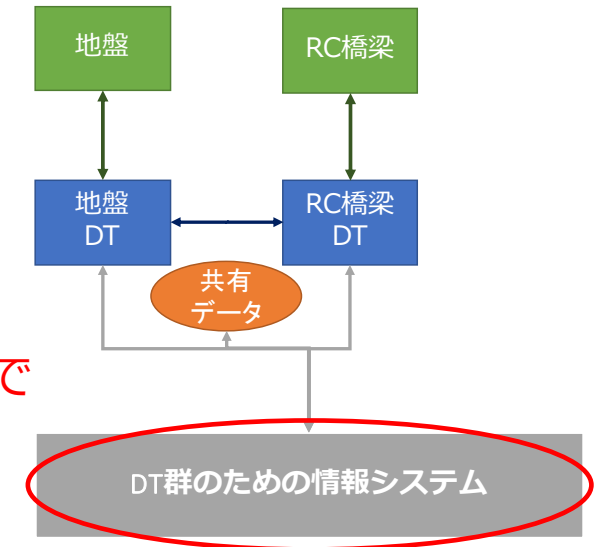 地盤
RC橋梁
地盤
DT
RC橋梁
DT
共有
データ
で
DT群のための情報システム